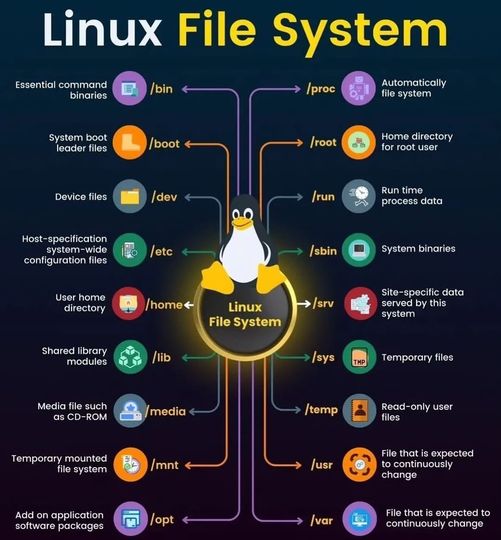 Linux File System
Essential command
binaries
/bin
System boot
leader files
/boot
Device files
/dev
Host-specification
system-wide
configuration files
/etc
User home
directory
/home
Shared library
modules
/lib
Media file such
as CD-ROM
/media
Temporary mounted
file system
/mnt
Add on application
software packages
/opt
Linux
File System
/proc
Automatically
file system
/root
Home directory
for root user
/run
Run time
process data
/sbin
System binaries
/srv
Site-specific data
served by this
system
/sys
TMP
Temporary files
/temp
Read-only user
files
/usr
File that is expected
to continuously
change
/var
File that is expected to
continuously change